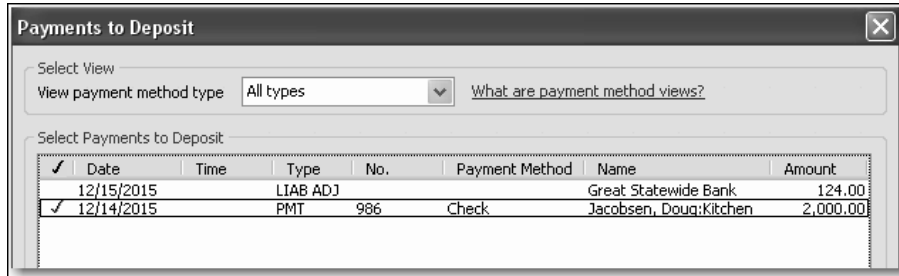 Payments to Deposit
Select View
View payment method type All types What are payment method views?
Select Payments to Deposit
✓ Date Time Type No. Payment Method Name Amount
12/15/2015 LIAB ADJ Great Statewide Bank 124.00
✓ 12/14/2015 PMT 986 Check Jacobsen, Doug:Kitchen 2,000.00